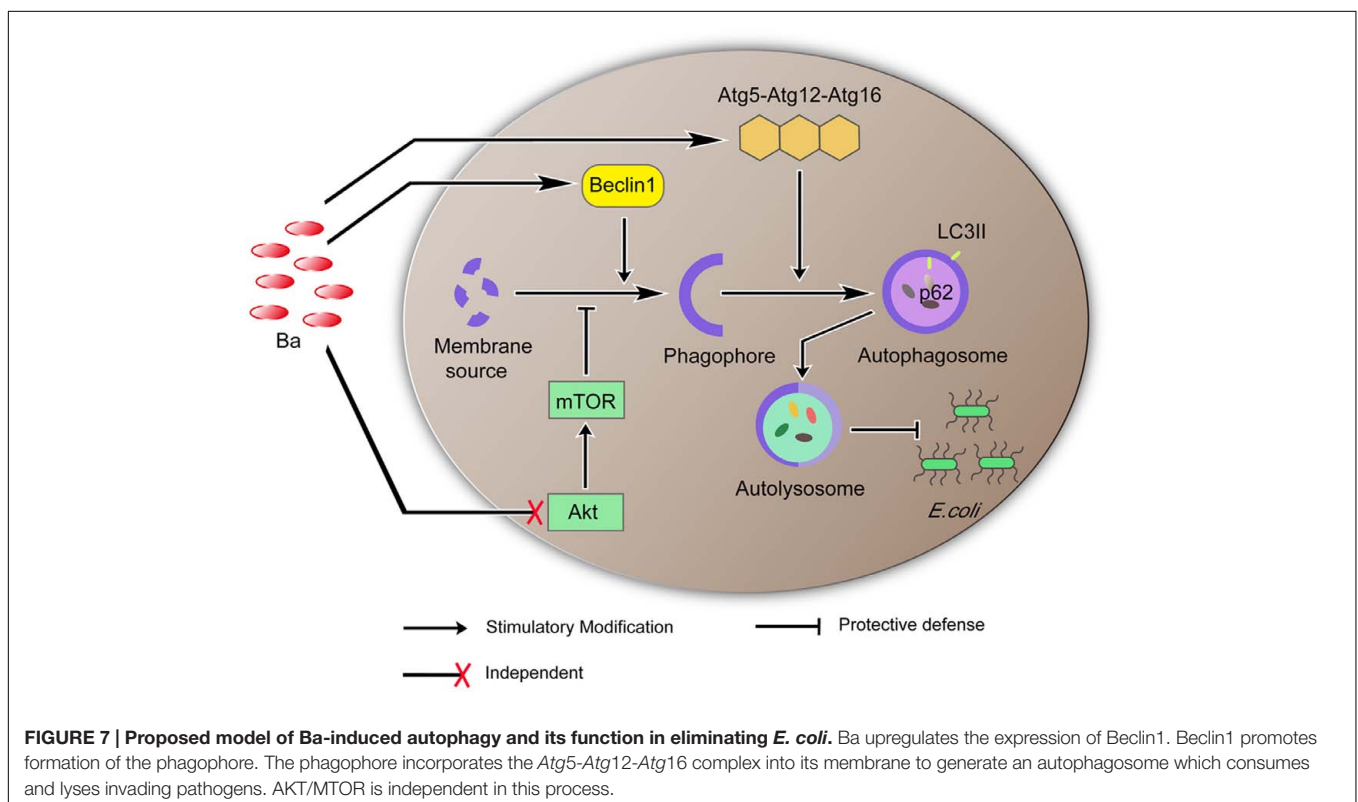 Atg5-Atg12-Atg16
Beclin1
LC3II
p62
Ba
Membrane
source
Phagophore
Autophagosome
mTOR
Autolysosome
Akt
E.coli
Stimulatory Modification
Protective defense
Independent
FIGURE 7 | Proposed model of Ba-induced autophagy and its function in eliminating E. coli. Ba upregulates the expression of Beclin1. Beclin1 promotes
formation of the phagophore. The phagophore incorporates the Atg5-Atg12-Atg16 complex into its membrane to generate an autophagosome which consumes
and lyses invading pathogens. AKT/MTOR is independent in this process.